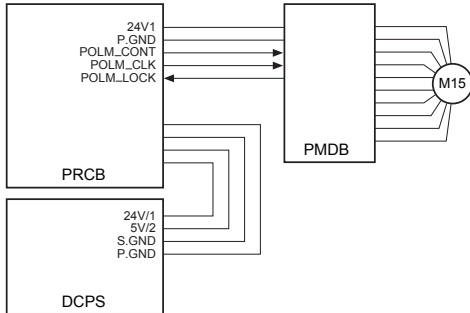 24V1
P.GND
POLM_CONT
POLM_CLK
POLM_LOCK
M15
PMDB
PRCB
24V/1
5V/2
S.GND
P.GND
DCPS